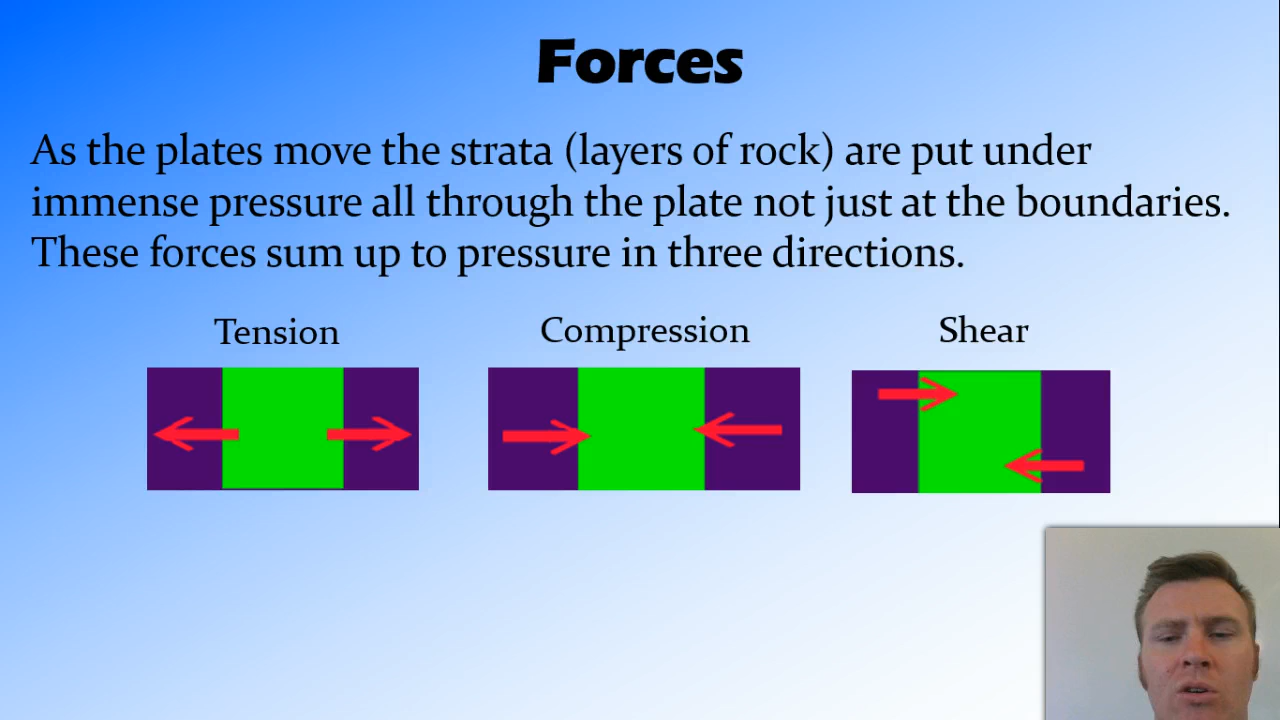 Forces
As the plates move the strata (layers of rock) are put under
immense pressure all through the plate not just at the boundaries.
These forces sum up to pressure in three directions.
Tension
Compression
Shear